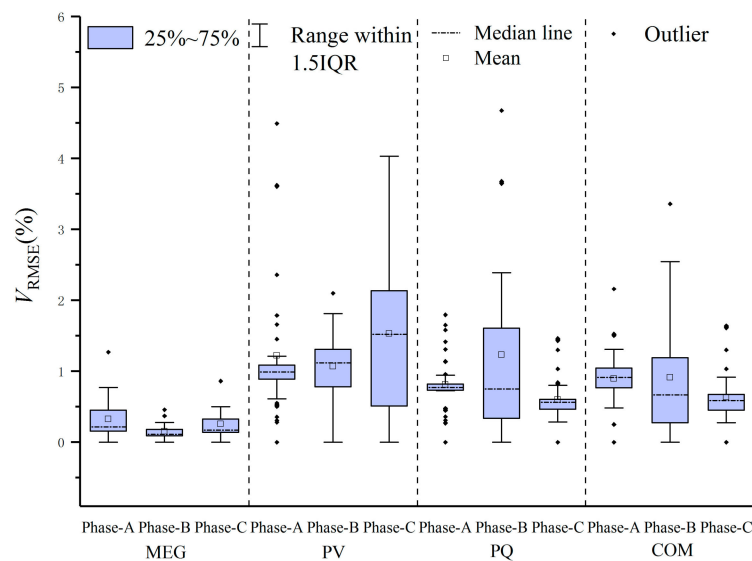 6
5
4
3
2
1
0
V_RMSE(%)
25%~75%
Range within
1.5IQR
Median line
Mean
Outlier
Phase-A Phase-B Phase-C Phase-A Phase-B Phase-C Phase-A Phase-B Phase-C Phase-A Phase-B Phase-C
MEG PV PQ COM